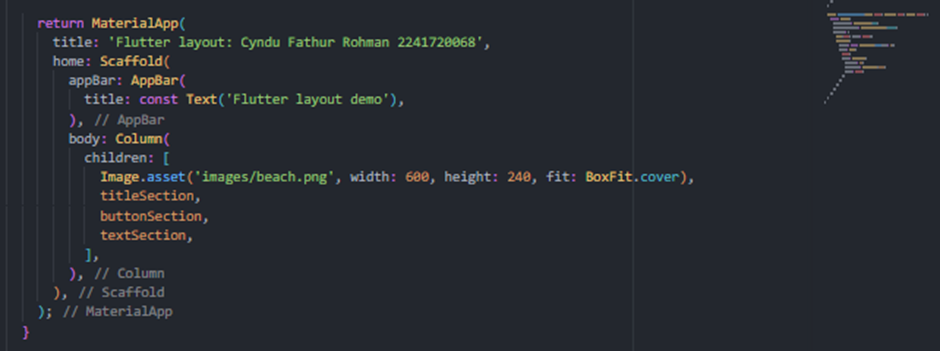 return MaterialApp(
title: 'Flutter layout: Cyndu Fathur Rohman 2241720068',
home: Scaffold(
appBar: AppBar(
title: const Text('Flutter layout demo'),
), // AppBar
body: Column(
children: [
Image.asset('images/beach.png', width: 600, height: 240, fit: BoxFit.cover),
titleSection,
buttonSection,
textSection,
],
), // Column
), // Scaffold
); // MaterialApp
}